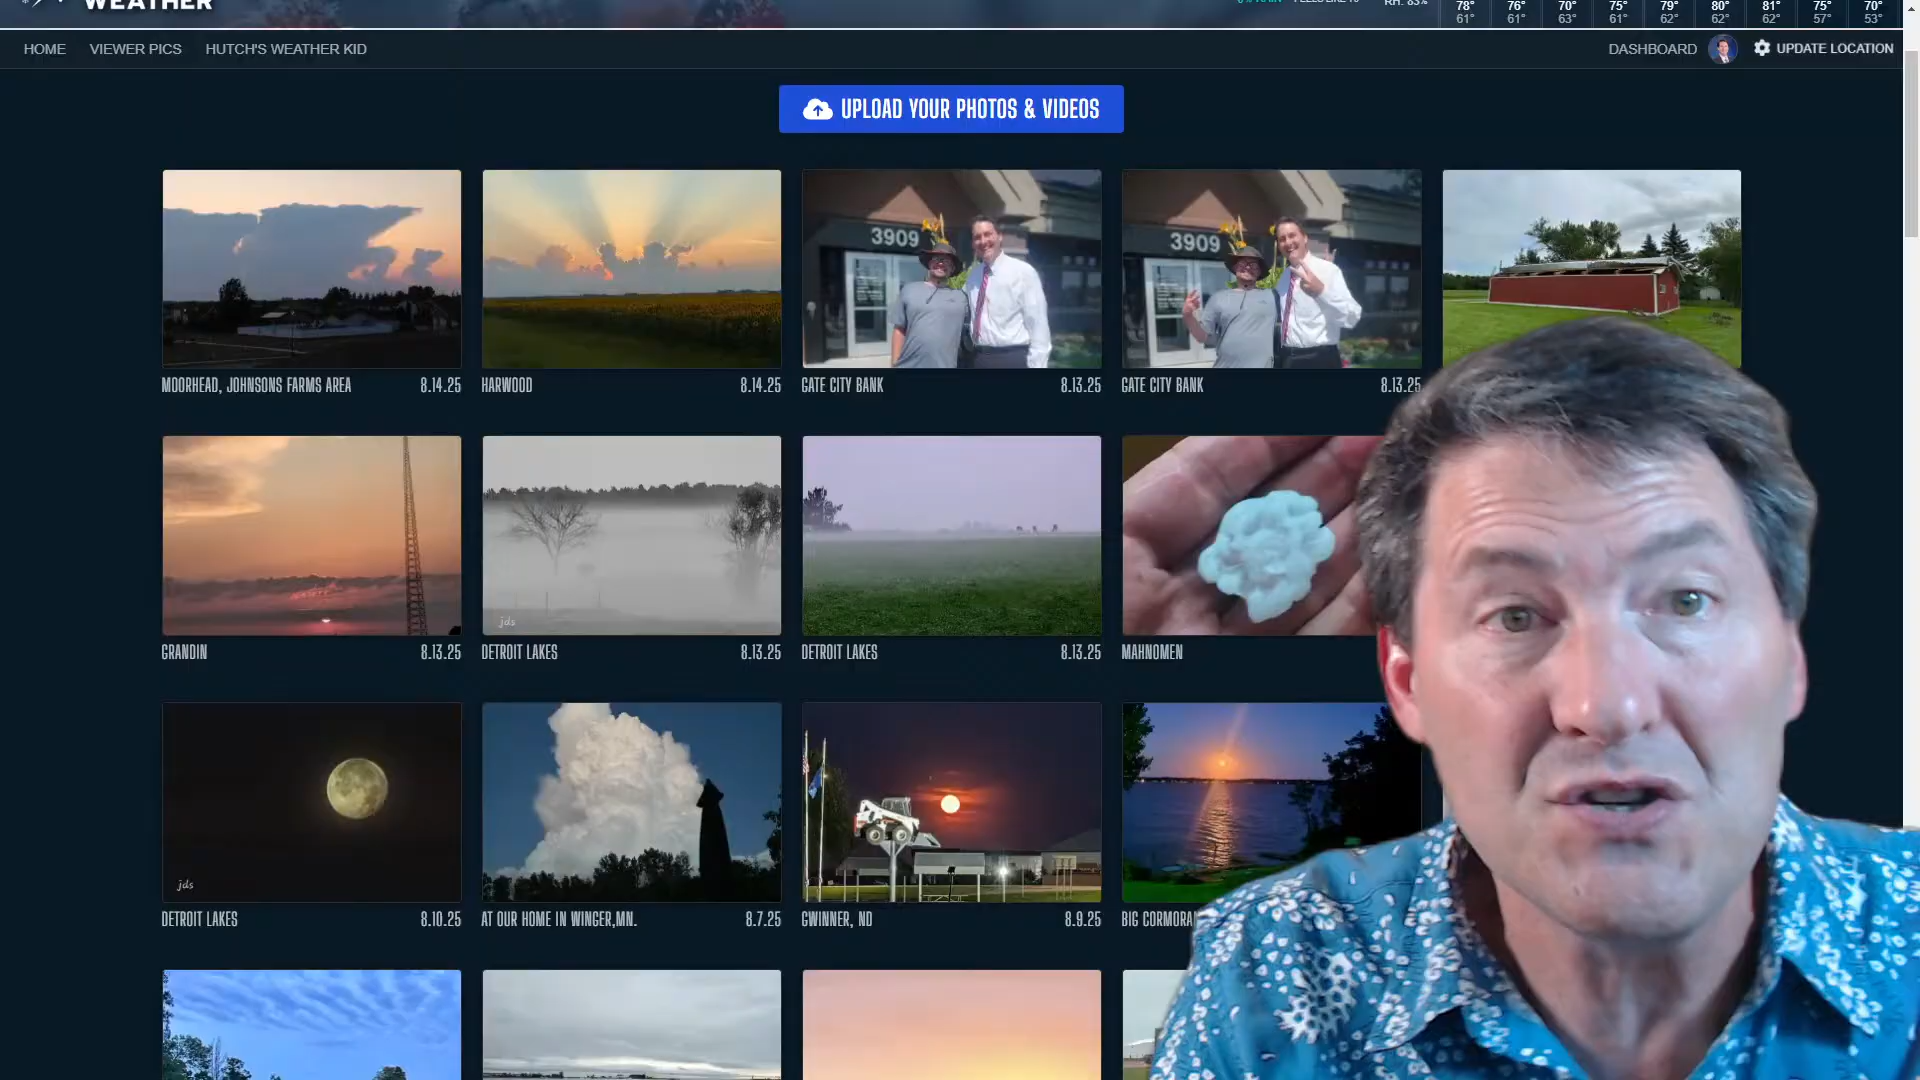 WEATHER
78° 76° 70° 75° 79° 80° 81° 75° 70°
61° 61° 63° 61° 62° 62° 62° 57° 53°
HOME VIEWER PICS HUTCH'S WEATHER KID DASHBOARD UPDATE LOCATION
UPLOAD YOUR PHOTOS & VIDEOS
3909
3909
MOORHEAD, JOHNSONS FARMS AREA 8.14.25 HARWOOD 8.14.25 GATE CITY BANK 8.13.25 GATE CITY BANK 8.13.25
jds
GRANDIN 8.13.25 DETROIT LAKES 8.13.25 DETROIT LAKES 8.13.25 MAHNOMEN
jds
DETROIT LAKES 8.10.25 AT OUR HOME IN WINGER,MN. 8.7.25 GWINNER, ND 8.9.25 BIG